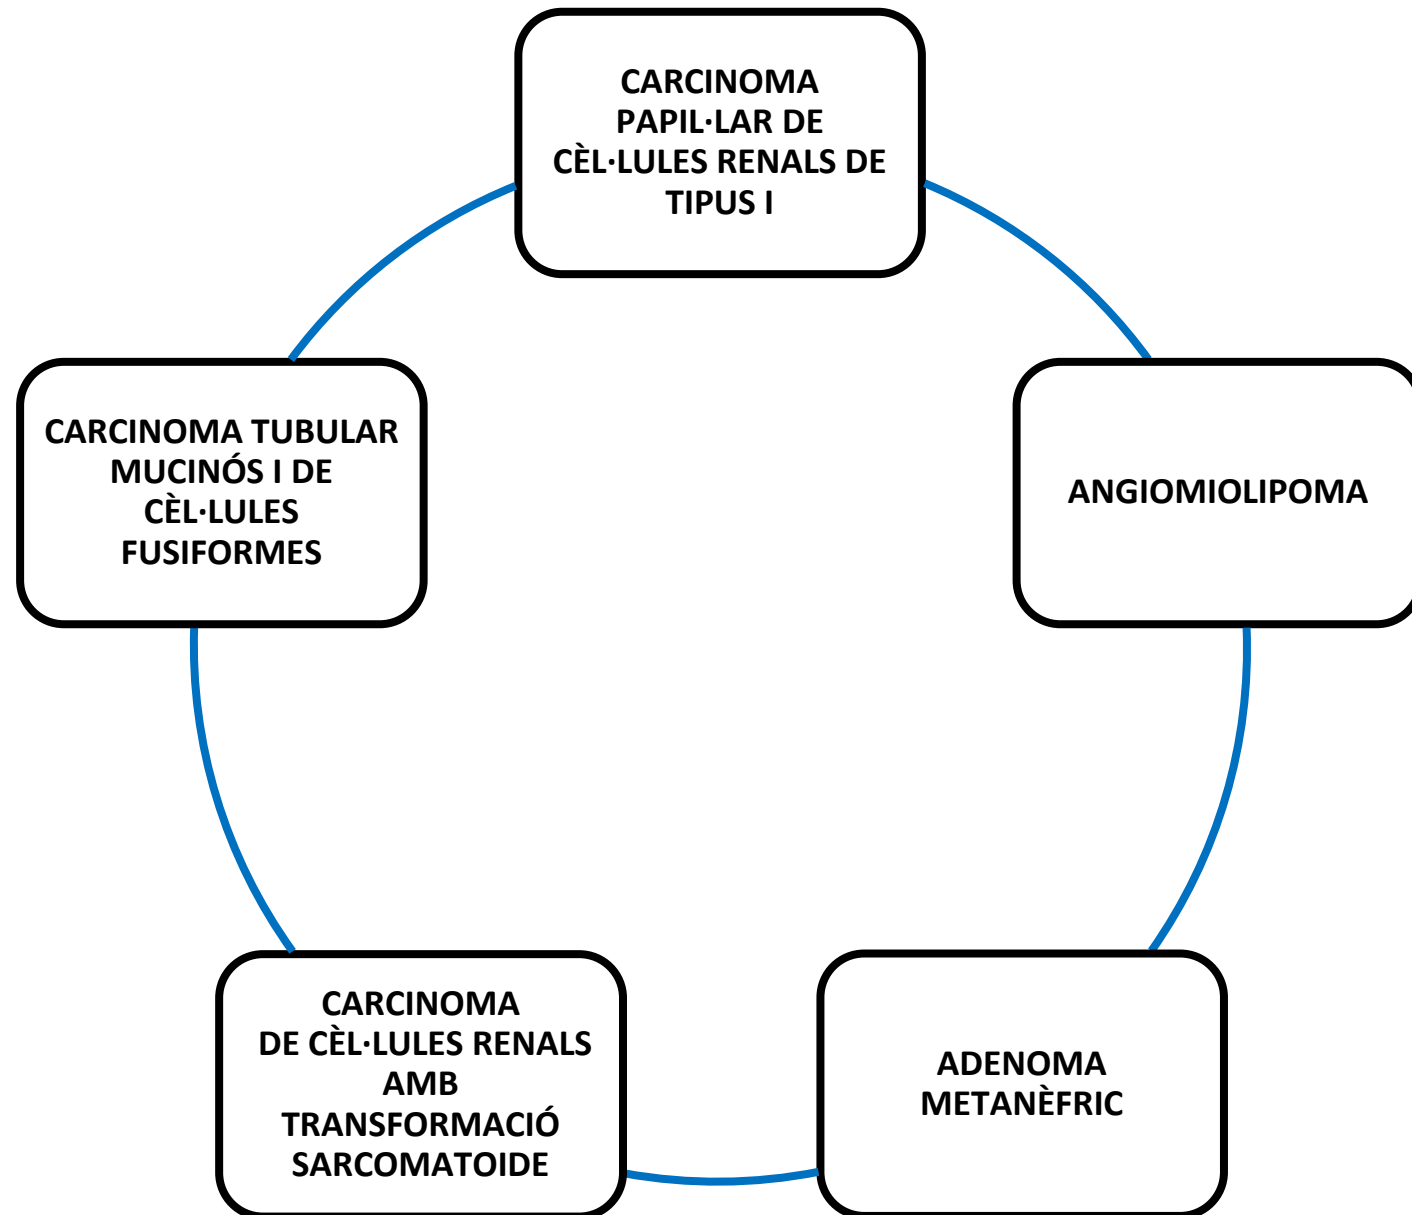 CARCINOMA
PAPIL·LAR DE
CÈL·LULES RENALS DE
TIPUS I
CARCINOMA TUBULAR
MUCINÓS I DE
CÈL·LULES
FUSIFORMES
ANGIOMIOLIPOMA
CARCINOMA
DE CÈL·LULES RENALS
AMB
TRANSFORMACIÓ
SARCOMATOIDE
ADENOMA
METANÈFRIC